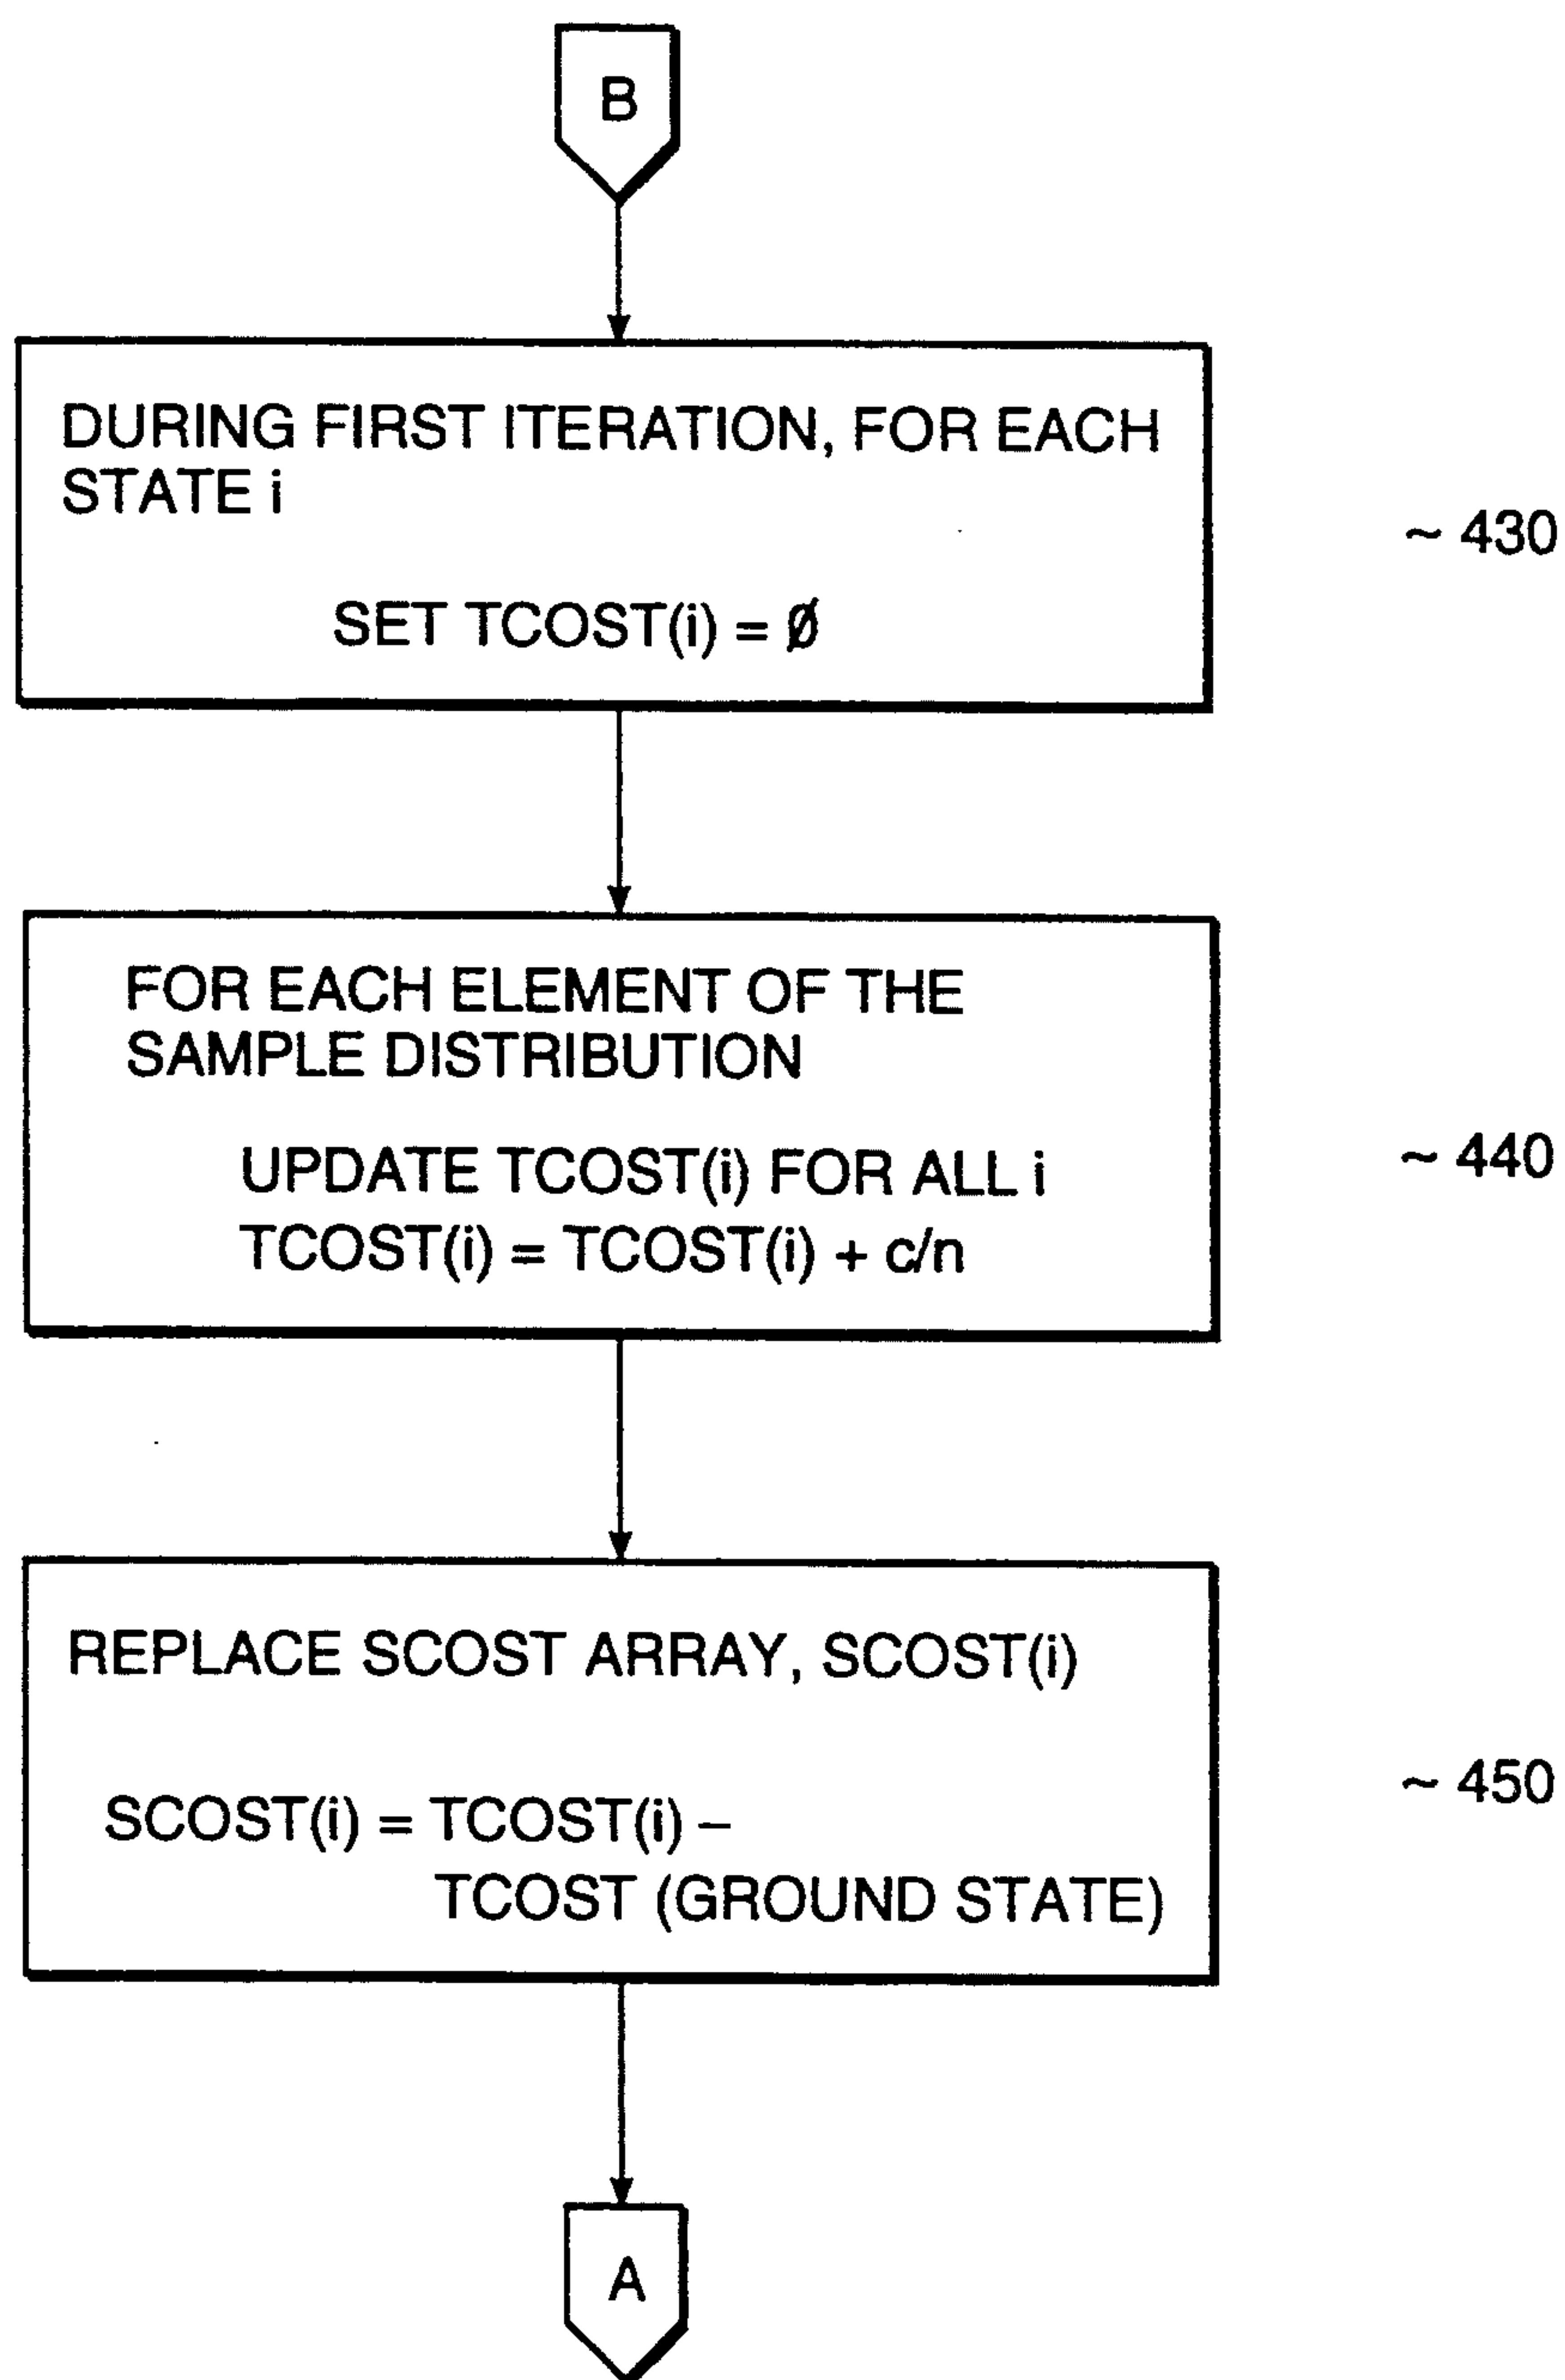 B
DURING FIRST ITERATION, FOR EACH
STATE i
SET TCOST(i) = Ø
~ 430
FOR EACH ELEMENT OF THE
SAMPLE DISTRIBUTION
UPDATE TCOST(i) FOR ALL i
TCOST(i) = TCOST(i) + c/n
~ 440
REPLACE SCOST ARRAY, SCOST(i)
SCOST(i) = TCOST(i) –
TCOST (GROUND STATE)
~ 450
A